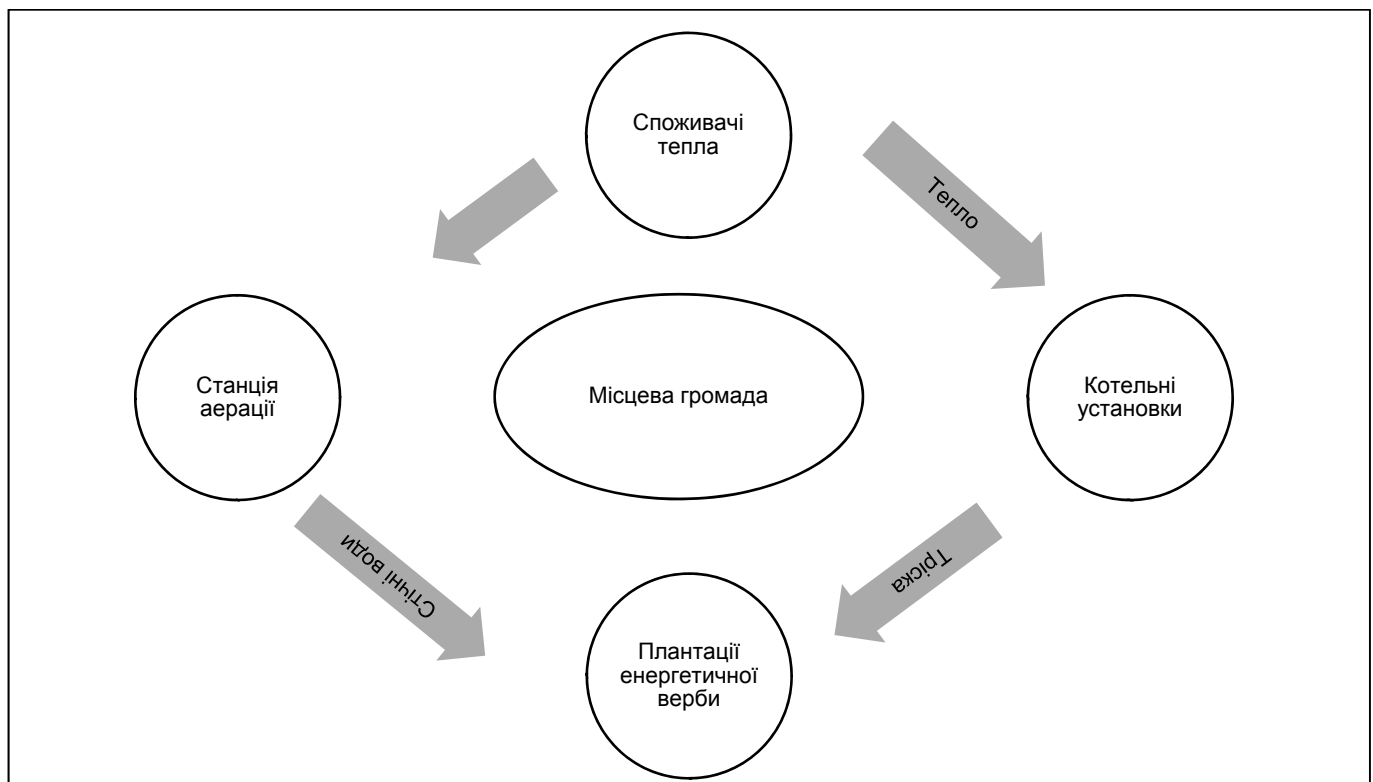 Споживачі
тепла
Тепло
Станція
аерації
Місцева громада
Котельні
установки
Стічні води
Тріска
Плантації
енергетичної
верби